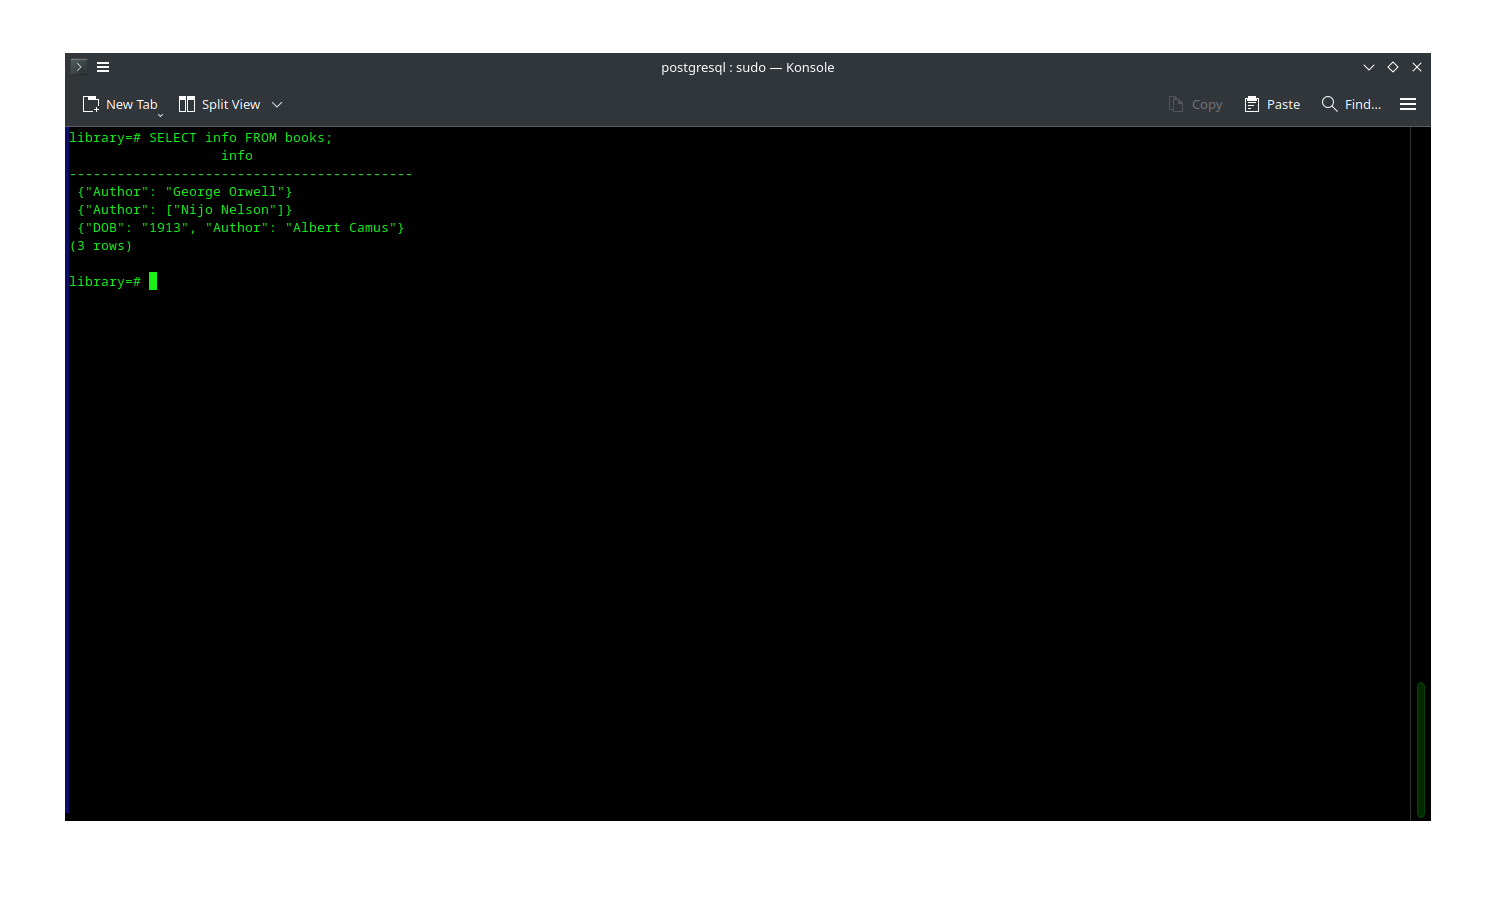 postgresql : sudo — Konsole
New Tab Split View Copy Paste Find...
library=# SELECT info FROM books;
info
-------------------------------------------
{"Author": "George Orwell"}
{"Author": ["Nijo Nelson"]}
{"DOB": "1913", "Author": "Albert Camus"}
(3 rows)
library=#